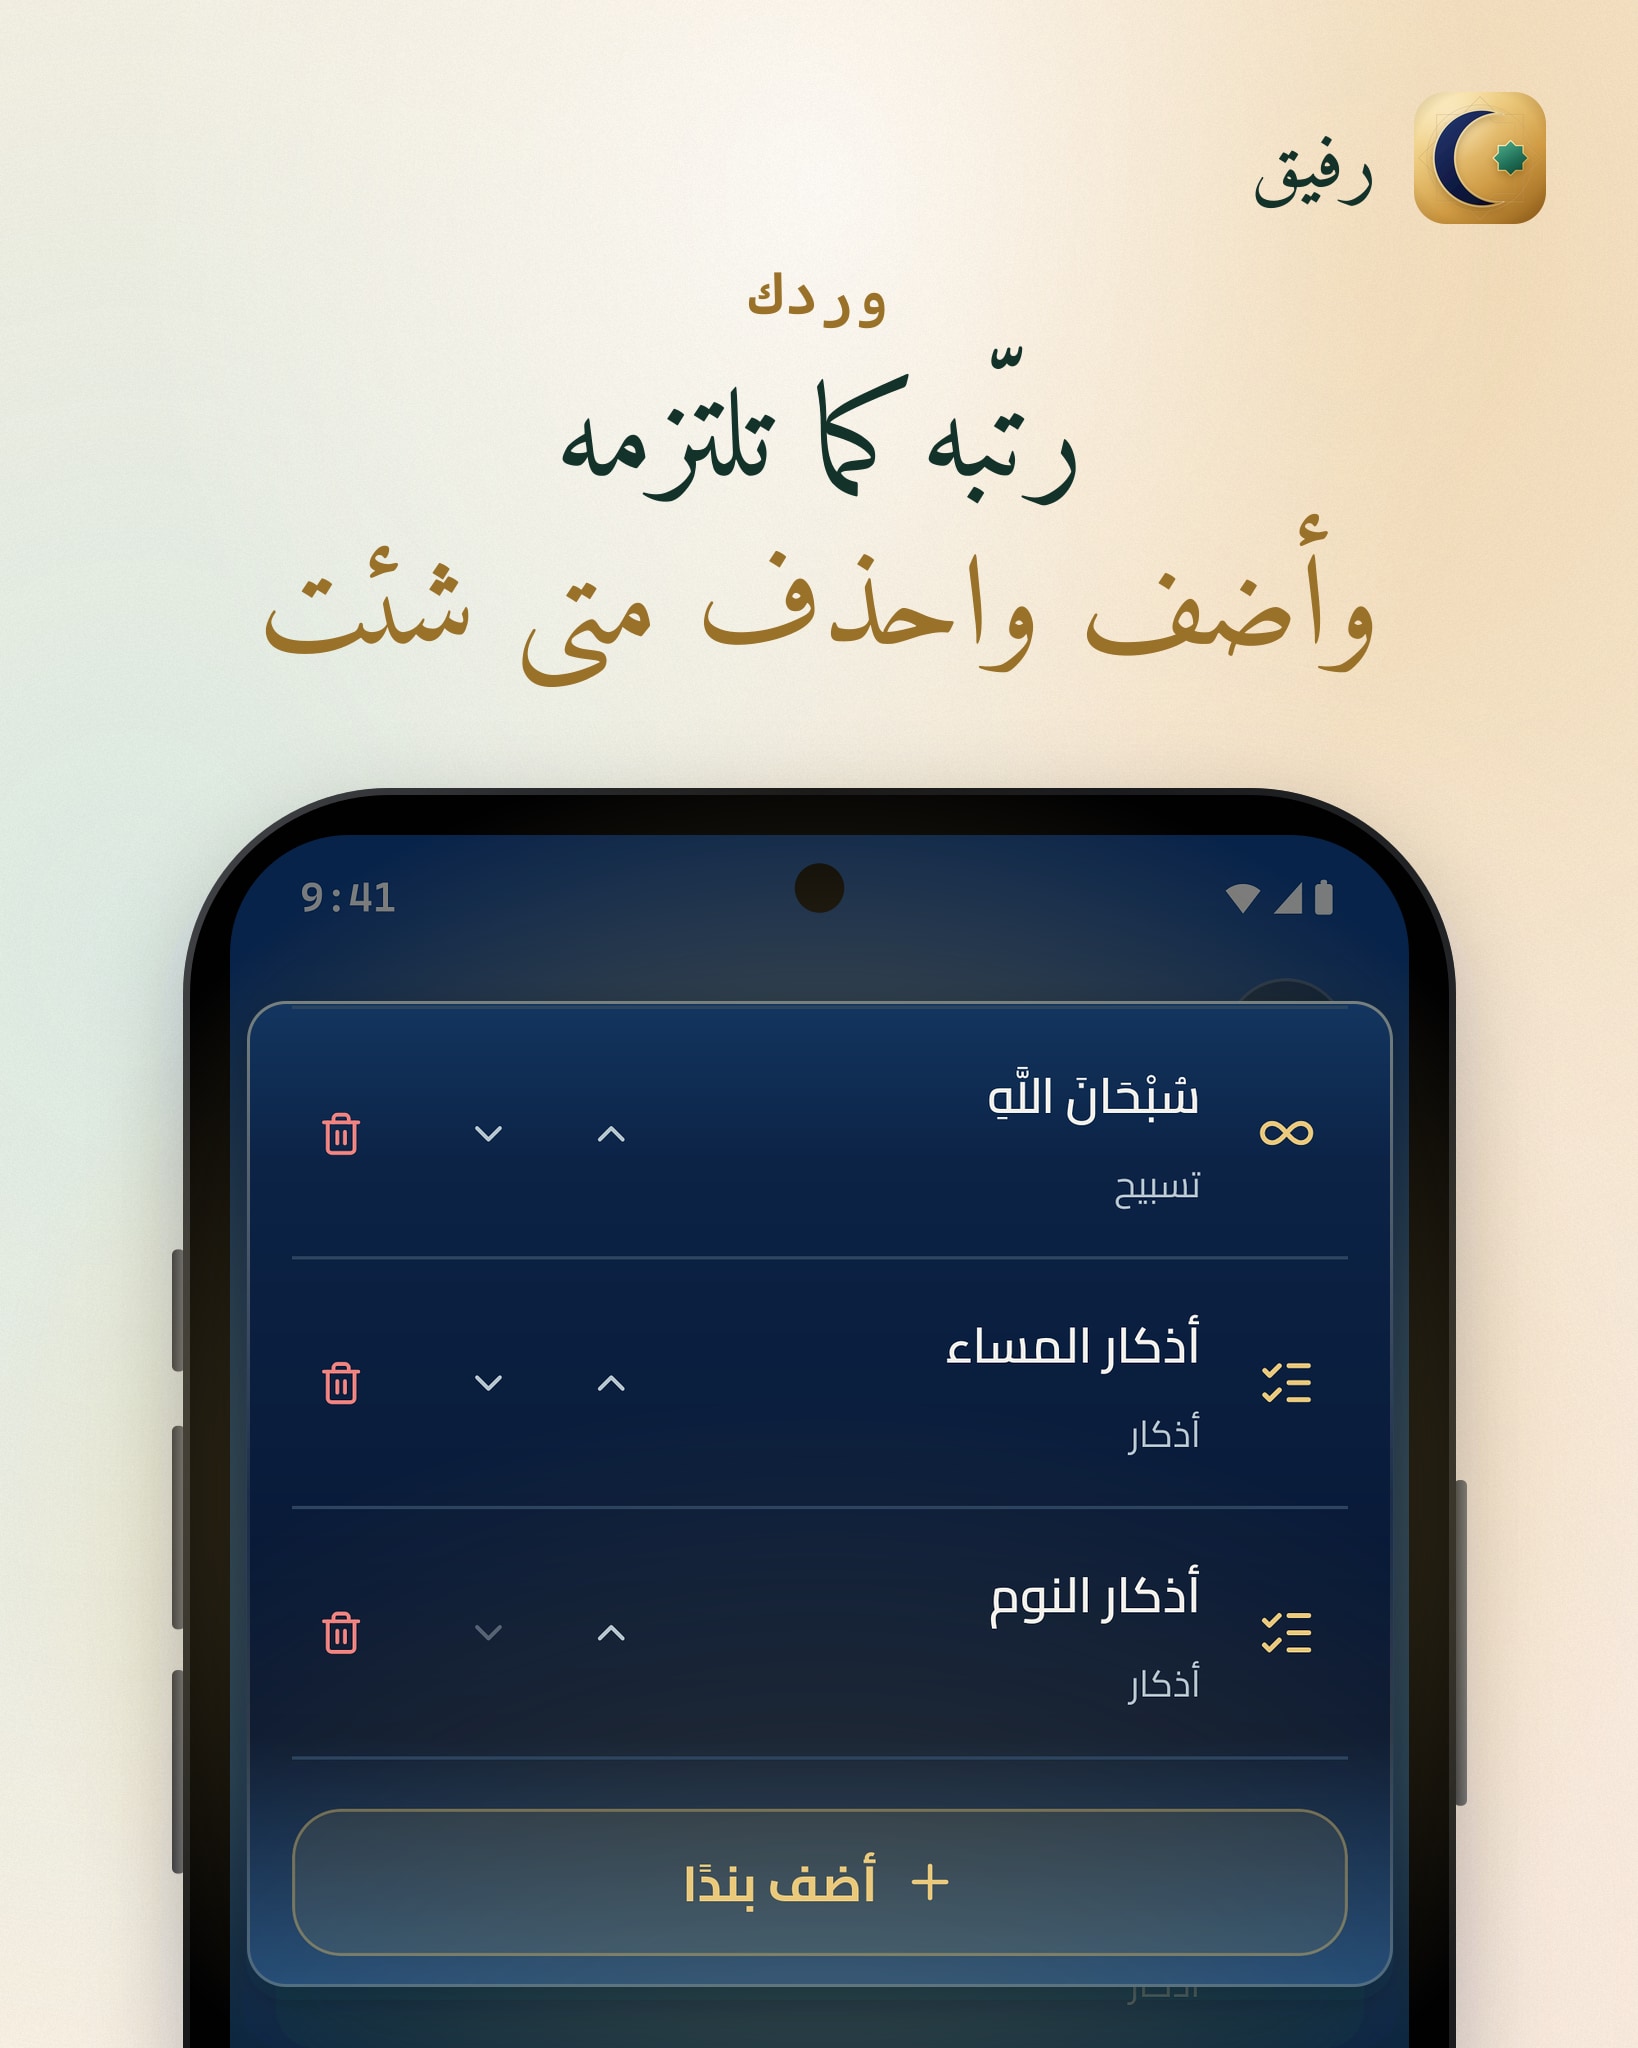 رفيق
وردك
رتّبه كما تلتزمه
وأضف واحذف متى شئت
9:41
سُبْحَانَ اللَّهِ
تسبيح
أذكار المساء
أذكار
أذكار النوم
أذكار
+ أضف بندًا
أذكار